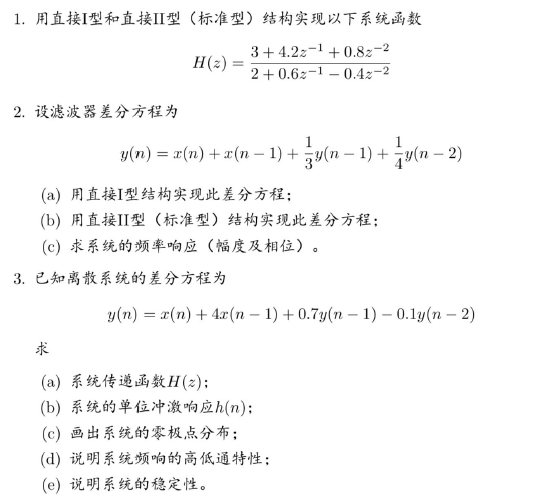 1. 用直接I型和直接II型（标准型）结构实现以下系统函数
H(z) = \frac{3 + 4.2z^{-1} + 0.8z^{-2}}{2 + 0.6z^{-1} - 0.4z^{-2}}
2. 设滤波器差分方程为
y(n) = x(n) + x(n − 1) + \frac{1}{3}y(n − 1) + \frac{1}{4}y(n − 2)
(a) 用直接I型结构实现此差分方程；
(b) 用直接II型（标准型）结构实现此差分方程；
(c) 求系统的频率响应（幅度及相位）。
3. 已知离散系统的差分方程为
y(n) = x(n) + 4x(n − 1) + 0.7y(n − 1) − 0.1y(n − 2)
求
(a) 系统传递函数H(z)；
(b) 系统的单位冲激响应h(n)；
(c) 画出系统的零极点分布；
(d) 说明系统频响的高低通特性；
(e) 说明系统的稳定性。